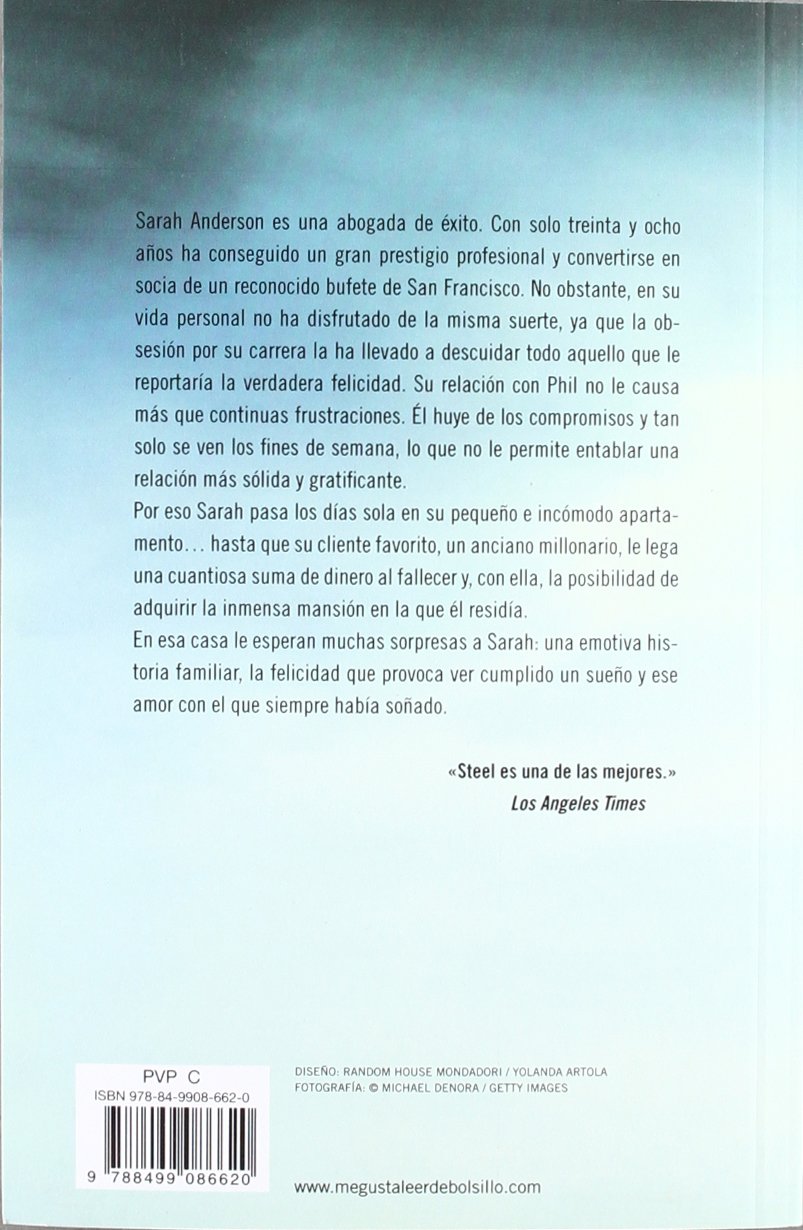 Sarah Anderson es una abogada de éxito. Con solo treinta y ocho
años ha conseguido un gran prestigio profesional y convertirse en
socia de un reconocido bufete de San Francisco. No obstante, en su
vida personal no ha disfrutado de la misma suerte, ya que la ob-
sesión por su carrera la ha llevado a descuidar todo aquello que le
reportaría la verdadera felicidad. Su relación con Phil no le causa
más que continuas frustraciones. Él huye de los compromisos y tan
solo se ven los fines de semana, lo que no le permite entablar una
relación más sólida y gratificante.
Por eso Sarah pasa los días sola en su pequeño e incómodo aparta-
mento... hasta que su cliente favorito, un anciano millonario, le lega
una cuantiosa suma de dinero al fallecer y, con ella, la posibilidad de
adquirir la inmensa mansión en la que él residía.
En esa casa le esperan muchas sorpresas a Sarah: una emotiva his-
toria familiar, la felicidad que provoca ver cumplido un sueño y ese
amor con el que siempre había soñado.
«Steel es una de las mejores.»
Los Angeles Times
PVP C
ISBN 978-84-9908-662-0
9 788499 086620
DISEÑO: RANDOM HOUSE MONDADORI / YOLANDA ARTOLA
FOTOGRAFÍA: © MICHAEL DENORA / GETTY IMAGES
www.megustaleerdebolsillo.com